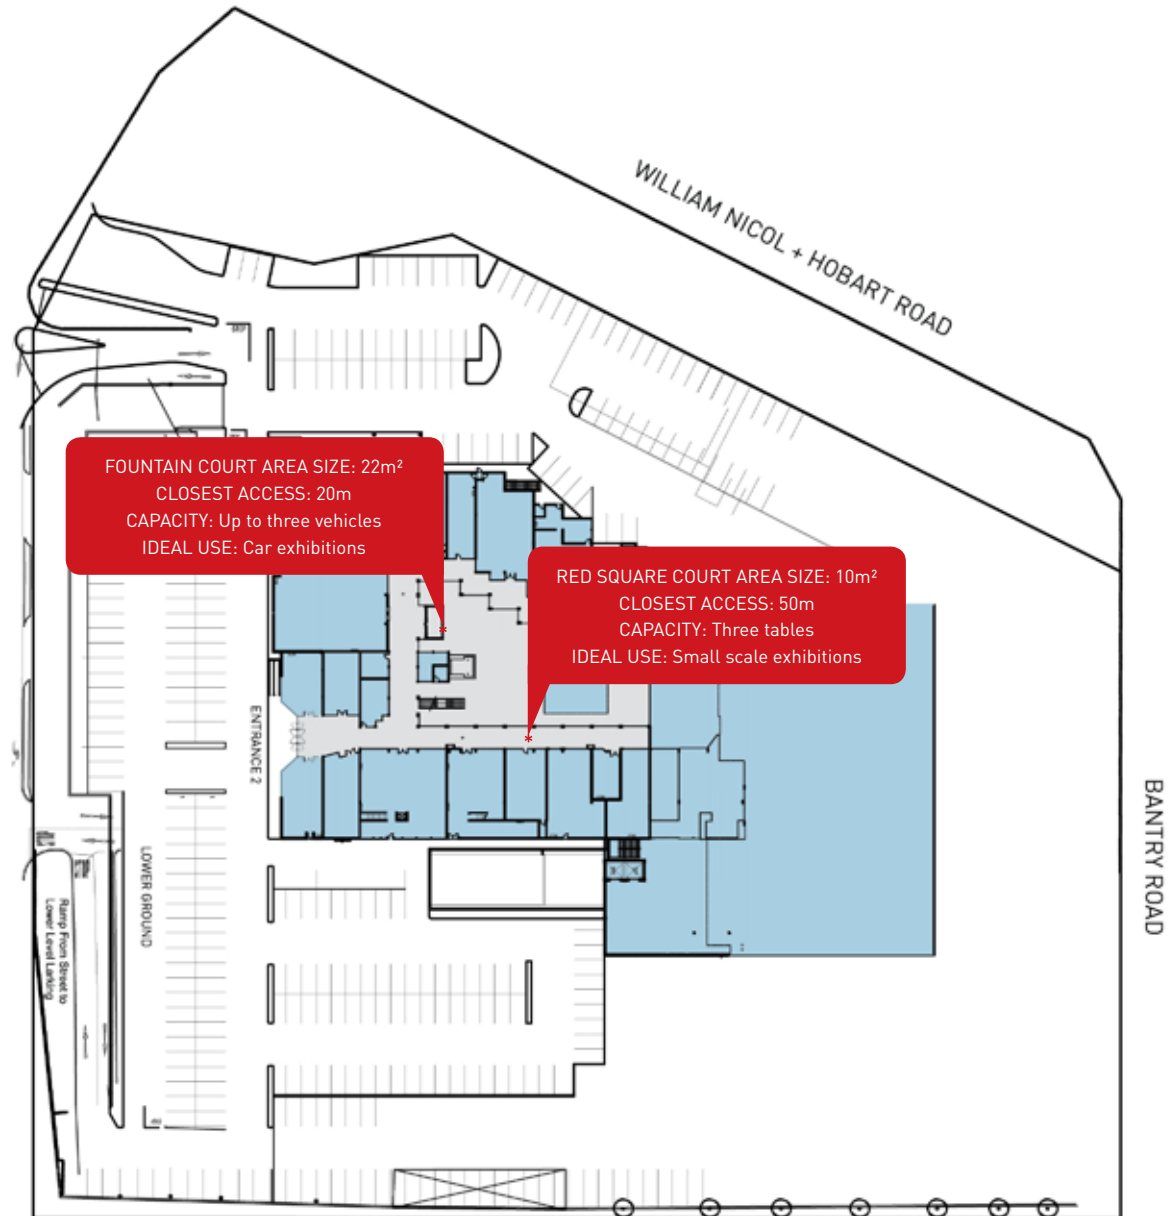 WILLIAM NICOL + HOBART ROAD
FOUNTAIN COURT AREA SIZE: 22m²
CLOSEST ACCESS: 20m
CAPACITY: Up to three vehicles
IDEAL USE: Car exhibitions
RED SQUARE COURT AREA SIZE: 10m²
CLOSEST ACCESS: 50m
CAPACITY: Three tables
IDEAL USE: Small scale exhibitions
ENTRANCE 2
BANTRY ROAD
LOWER GROUND
Ramp From Street to
Lower Level Larking